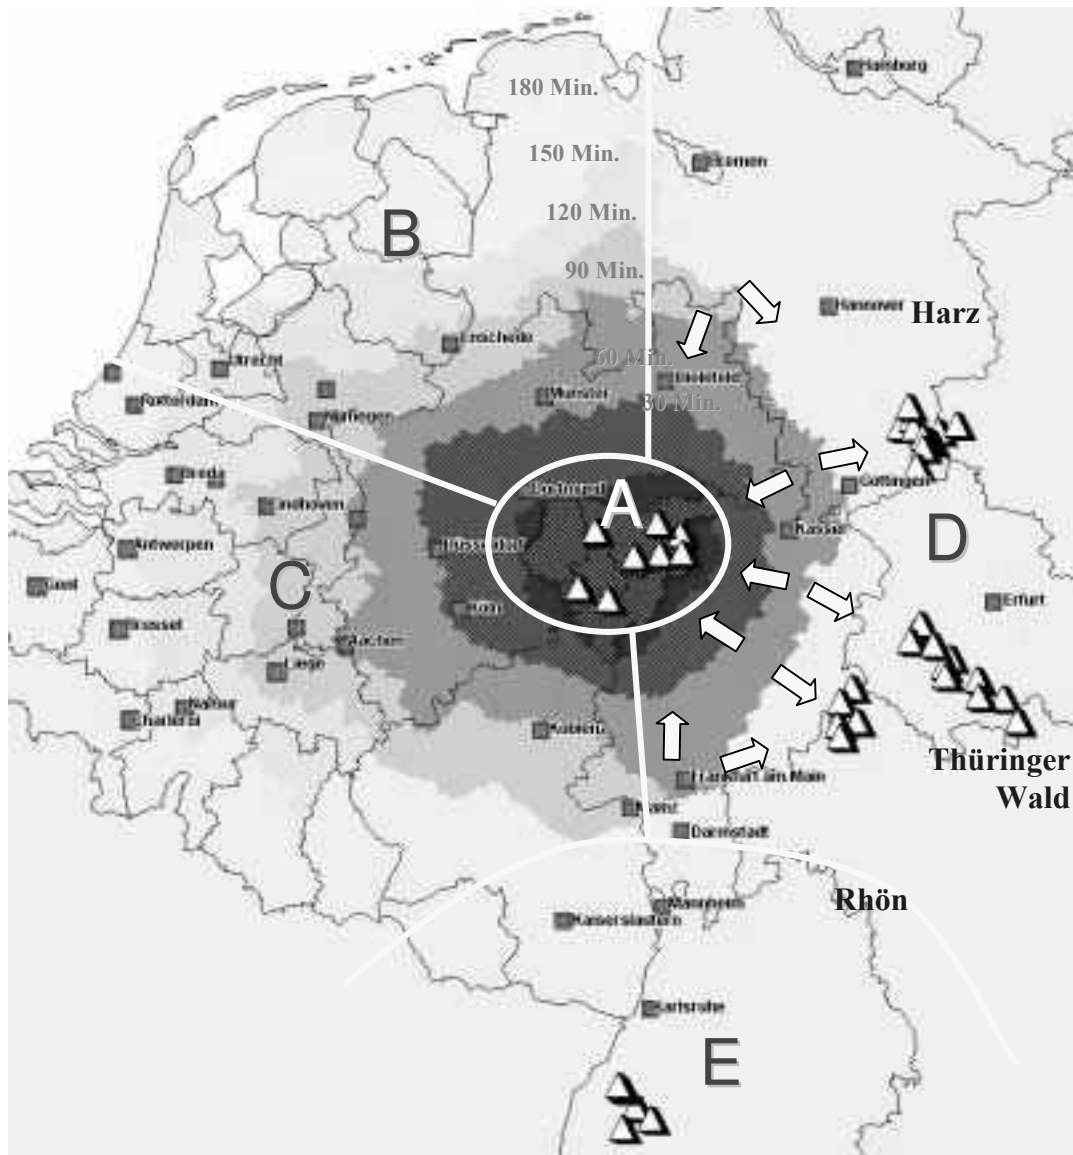 Hamburg
180 Min.
150 Min.
Bremen
120 Min.
B
90 Min.
Hannover
Harz
Enschede
60 Min.
Utrecht
Bielefeld
Münster
30 Min.
Rotterdam
Nijmegen
Breda
Göttingen
Dortmund
A
Eindhoven
Kassel
D
Antwerpen
Düsseldorf
C
Gent
Erfurt
Köln
Brussel
Aachen
Liege
Namur
Charleroi
Koblenz
Thüringer
Wald
Frankfurt am Main
Mainz
Darmstadt
Rhön
Mannheim
Kaiserslautern
Karlsruhe
E